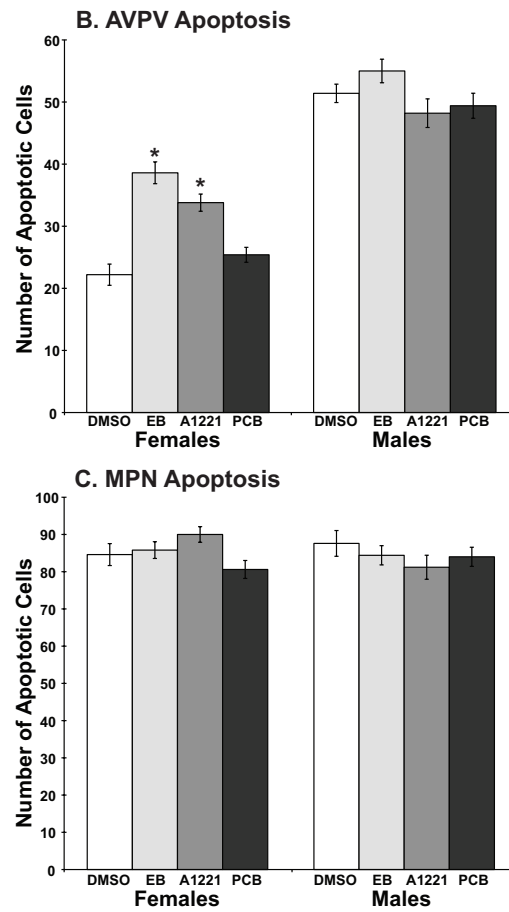 B. AVPV Apoptosis
Number of Apoptotic Cells
60
50
40
30
20
10
0
*
*
DMSO EB A1221 PCB DMSO EB A1221 PCB
Females Males
C. MPN Apoptosis
Number of Apoptotic Cells
100
90
80
70
60
50
40
30
20
10
0
DMSO EB A1221 PCB DMSO EB A1221 PCB
Females Males